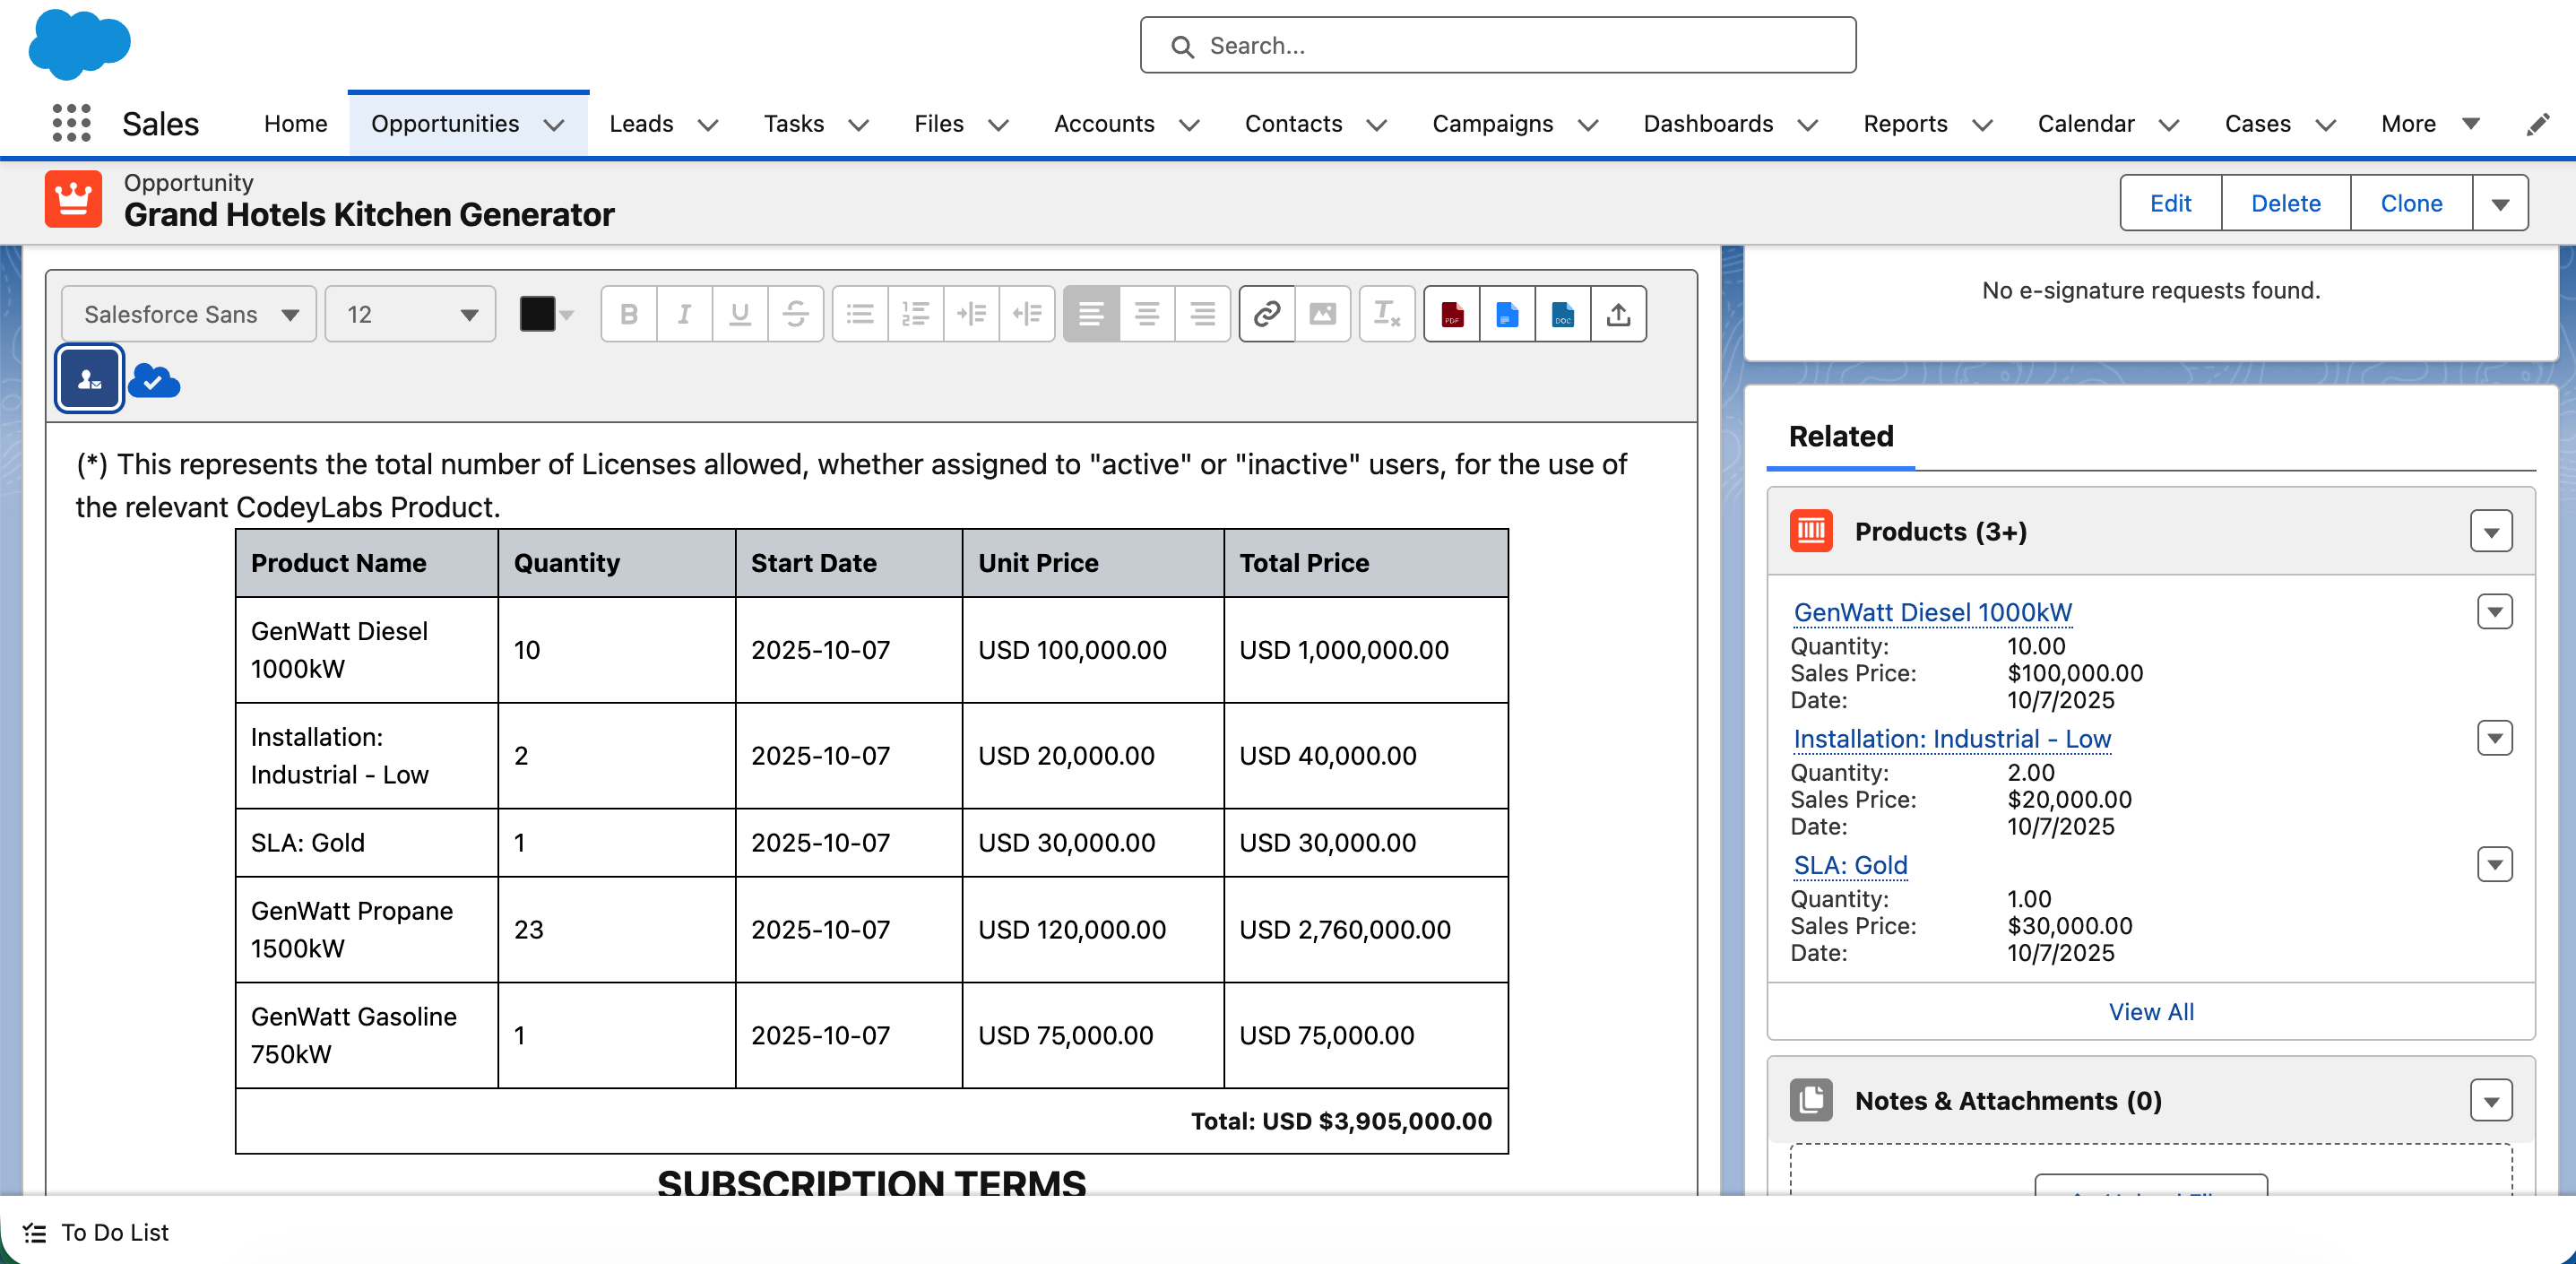 Search...
Sales
Home
Opportunities
Leads
Tasks
Files
Accounts
Contacts
Campaigns
Dashboards
Reports
Calendar
Cases
More
Opportunity
Grand Hotels Kitchen Generator
Edit
Delete
Clone
Salesforce Sans
12
B
I
U
S
PDF
DOC
(*) This represents the total number of Licenses allowed, whether assigned to "active" or "inactive" users, for the use of
the relevant CodeyLabs Product.
Product Name Quantity Start Date Unit Price Total Price
GenWatt Diesel
1000kW
10 2025-10-07 USD 100,000.00 USD 1,000,000.00
Installation:
Industrial - Low
2 2025-10-07 USD 20,000.00 USD 40,000.00
SLA: Gold 1 2025-10-07 USD 30,000.00 USD 30,000.00
GenWatt Propane
1500kW
23 2025-10-07 USD 120,000.00 USD 2,760,000.00
GenWatt Gasoline
750kW
1 2025-10-07 USD 75,000.00 USD 75,000.00
Total: USD $3,905,000.00
SUBSCRIPTION TERMS
No e-signature requests found.
Related
Products (3+)
GenWatt Diesel 1000kW
Quantity: 10.00
Sales Price: $100,000.00
Date: 10/7/2025
Installation: Industrial - Low
Quantity: 2.00
Sales Price: $20,000.00
Date: 10/7/2025
SLA: Gold
Quantity: 1.00
Sales Price: $30,000.00
Date: 10/7/2025
View All
Notes & Attachments (0)
To Do List